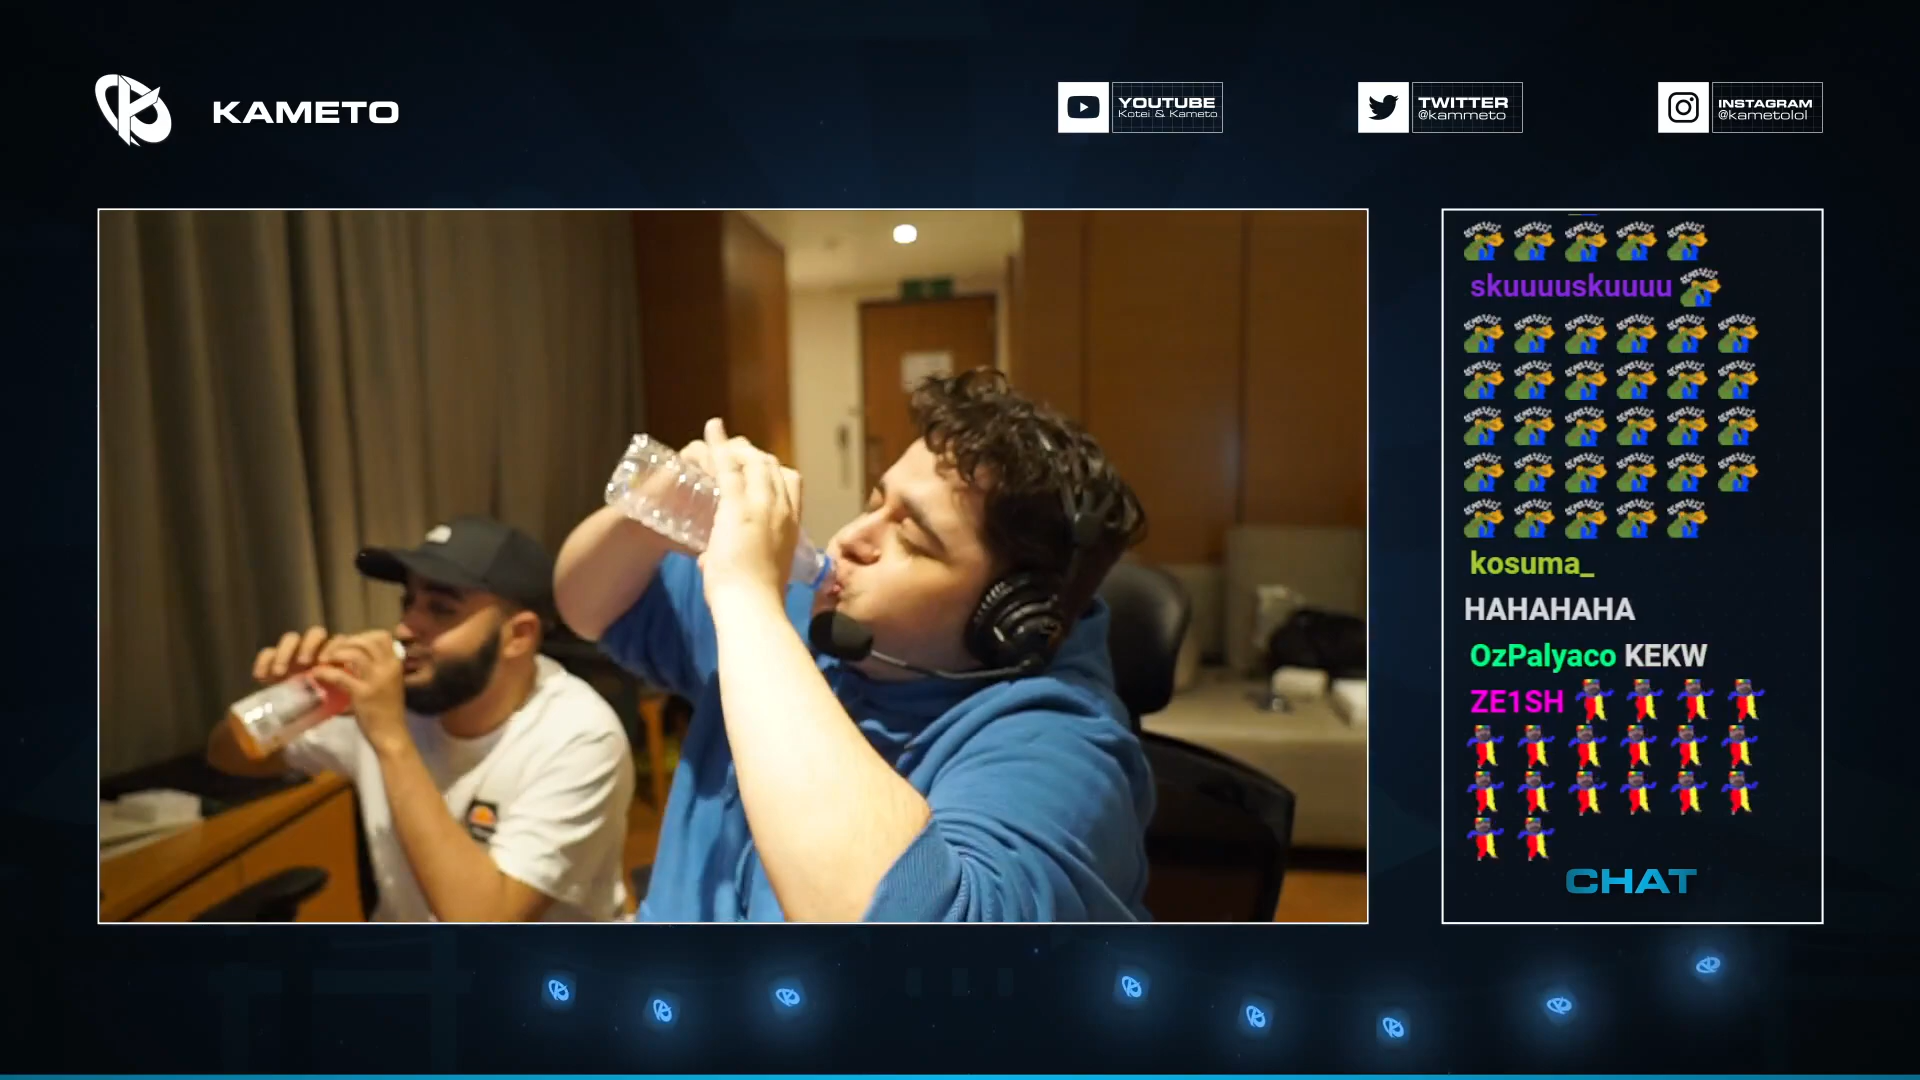 KAMETO
YOUTUBE
Kotei & Kameto
TWITTER
@kammeto
INSTAGRAM
@kametolol
skuuuuskuuuu
kosuma_
HAHAHAHA
OzPalyaco KEKW
ZE1SH
CHAT